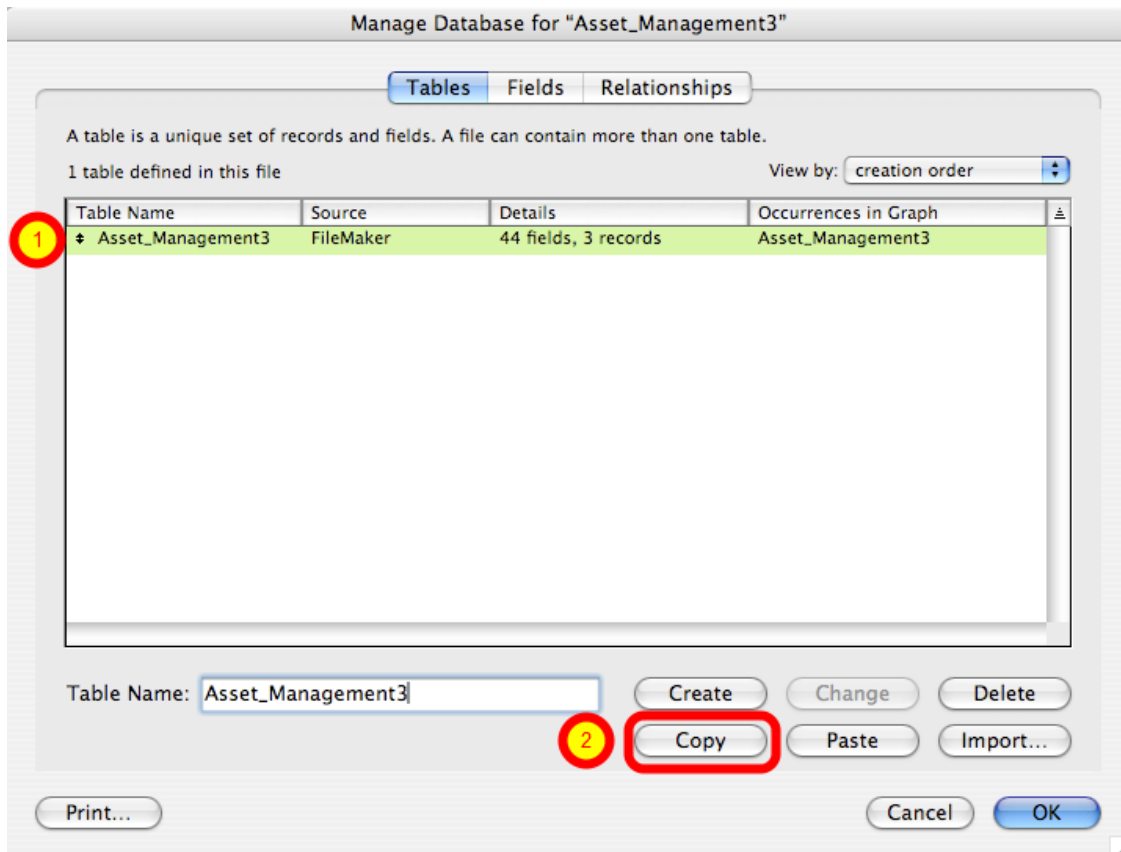 Manage Database for “Asset_Management3”
Tables Fields Relationships
A table is a unique set of records and fields. A file can contain more than one table.
1 table defined in this file View by: creation order
Table Name Source Details Occurrences in Graph
1 Asset_Management3 FileMaker 44 fields, 3 records Asset_Management3
Table Name: Asset_Management3 Create Change Delete
2 Copy Paste Import...
Print... Cancel OK